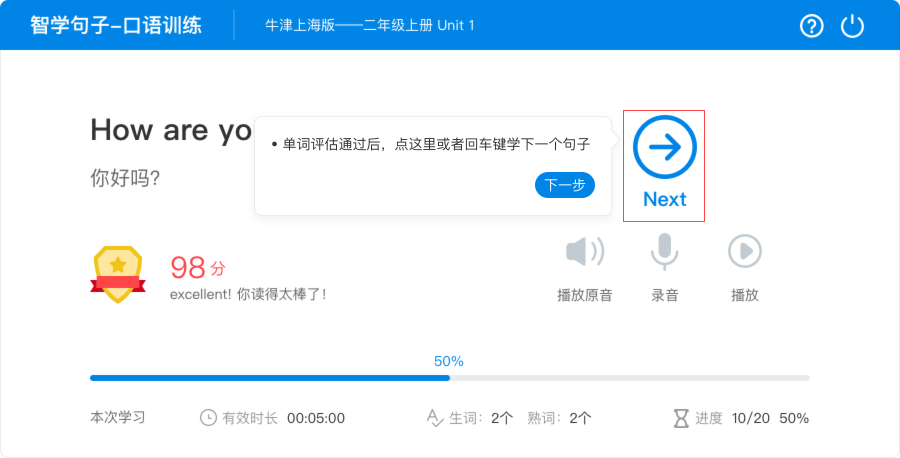 智学句子-口语训练
牛津上海版——二年级上册 Unit 1
How are yo
你好吗?
• 单词评估通过后，点这里或者回车键学下一个句子
下一步
Next
98 分
excellent! 你读得太棒了!
播放原音
录音
播放
50%
本次学习
有效时长 00:05:00
生词: 2个 熟词: 2个
进度 10/20 50%